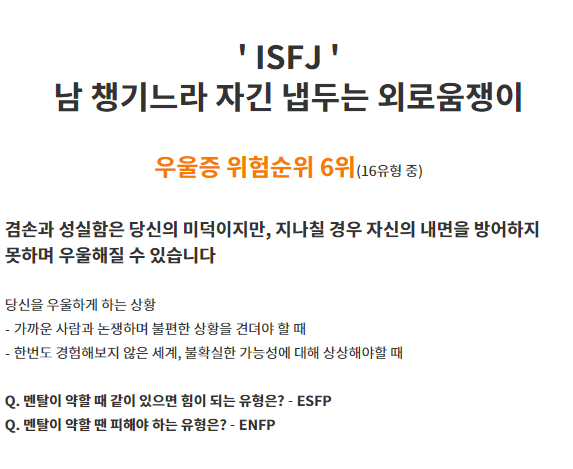 ' ISFJ '
남 챙기느라 자긴 냅두는 외로움쟁이
우울증 위험순위 6위(16유형 중)
겸손과 성실함은 당신의 미덕이지만, 지나칠 경우 자신의 내면을 방어하지
못하며 우울해질 수 있습니다
당신을 우울하게 하는 상황
- 가까운 사람과 논쟁하며 불편한 상황을 견뎌야 할 때
- 한번도 경험해보지 않은 세계, 불확실한 가능성에 대해 상상해야할 때
Q. 멘탈이 약할 때 같이 있으면 힘이 되는 유형은? - ESFP
Q. 멘탈이 약할 땐 피해야 하는 유형은? - ENFP